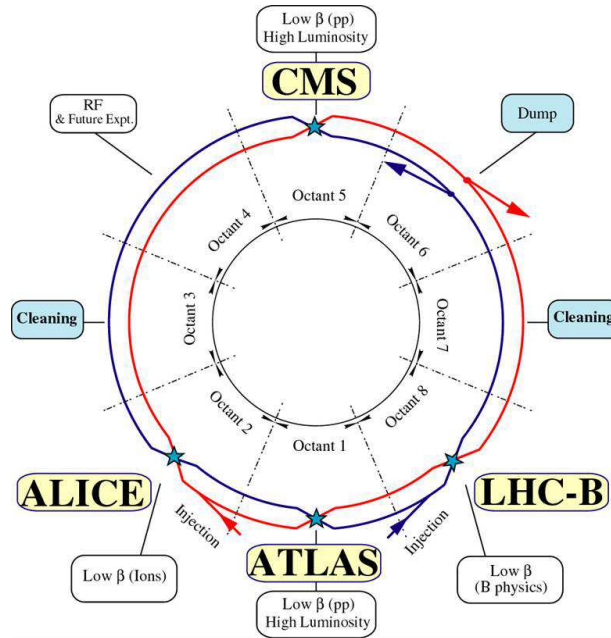 Low β (pp)
High Luminosity
CMS
RF
& Future Expt.
Dump
Octant 5
Octant 4
Octant 6
Cleaning
Octant 3
Octant 7
Cleaning
Octant 2
Octant 8
Octant 1
ALICE
LHC-B
Injection
Injection
ATLAS
Low β (Ions)
Low β
(B physics)
Low β (pp)
High Luminosity